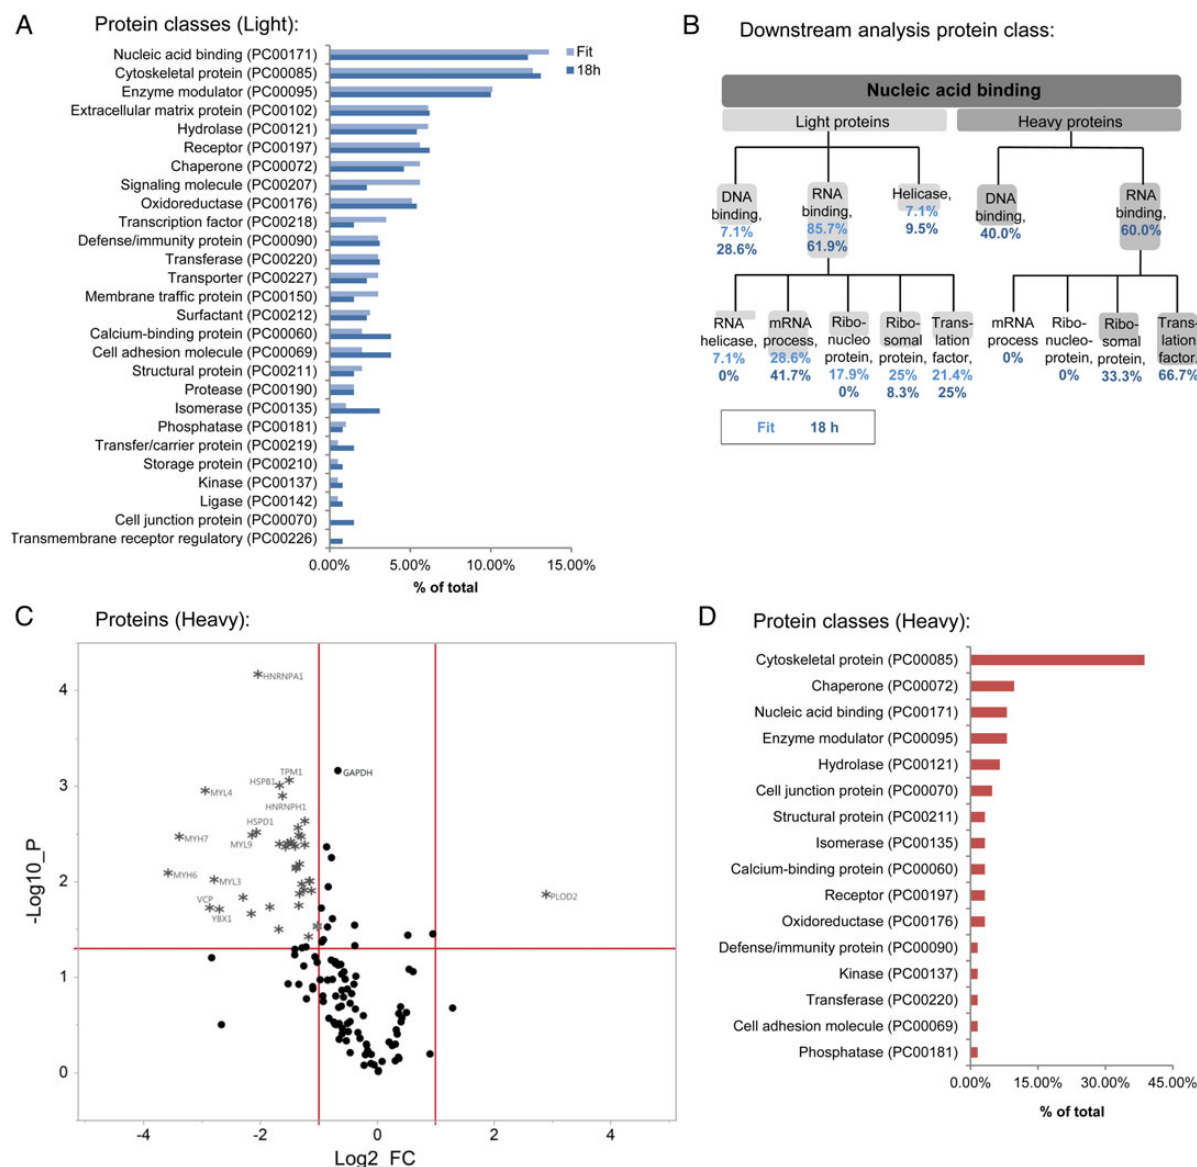 A
Protein classes (Light):
Nucleic acid binding (PC00171)
Cytoskeletal protein (PC00085)
Enzyme modulator (PC00095)
Extracellular matrix protein (PC00102)
Hydrolase (PC00121)
Receptor (PC00197)
Chaperone (PC00072)
Signaling molecule (PC00207)
Oxidoreductase (PC00176)
Transcription factor (PC00218)
Defense/immunity protein (PC00090)
Transferase (PC00220)
Transporter (PC00227)
Membrane traffic protein (PC00150)
Surfactant (PC00212)
Calcium-binding protein (PC00060)
Cell adhesion molecule (PC00069)
Structural protein (PC00211)
Protease (PC00190)
Isomerase (PC00135)
Phosphatase (PC00181)
Transfer/carrier protein (PC00219)
Storage protein (PC00210)
Kinase (PC00137)
Ligase (PC00142)
Cell junction protein (PC00070)
Transmembrane receptor regulatory (PC00226)
Fit
18h
0.00% 5.00% 10.00% 15.00%
% of total
B
Downstream analysis protein class:
Nucleic acid binding
Light proteins Heavy proteins
DNA
binding,
7.1%
28.6%
RNA
binding,
85.7%
61.9%
Helicase,
7.1%
9.5%
DNA
binding,
40.0%
RNA
binding,
60.0%
RNA
helicase,
7.1%
0%
mRNA
process,
28.6%
41.7%
Ribo-
nucleo
protein,
17.9%
0%
Ribo-
somal
protein,
25%
8.3%
Trans-
lation
factor,
21.4%
25%
mRNA
process
0%
Ribo-
nucleo-
protein,
0%
Ribo-
somal
protein,
33.3%
Trans-
lation
factor,
66.7%
Fit 18 h
C
Proteins (Heavy):
-Log10_P
4
3
2
1
0
HNRNPA1
TPM1
GAPDH
HSPB1
MYL4
HNRNPH1
HSPD1
MYH7
MYL9
MYH6
MYL3
VCP
YBX1
PLOD2
-4 -2 0 2 4
Log2_FC
D
Protein classes (Heavy):
Cytoskeletal protein (PC00085)
Chaperone (PC00072)
Nucleic acid binding (PC00171)
Enzyme modulator (PC00095)
Hydrolase (PC00121)
Cell junction protein (PC00070)
Structural protein (PC00211)
Isomerase (PC00135)
Calcium-binding protein (PC00060)
Receptor (PC00197)
Oxidoreductase (PC00176)
Defense/immunity protein (PC00090)
Kinase (PC00137)
Transferase (PC00220)
Cell adhesion molecule (PC00069)
Phosphatase (PC00181)
0.00% 15.00% 30.00% 45.00%
% of total